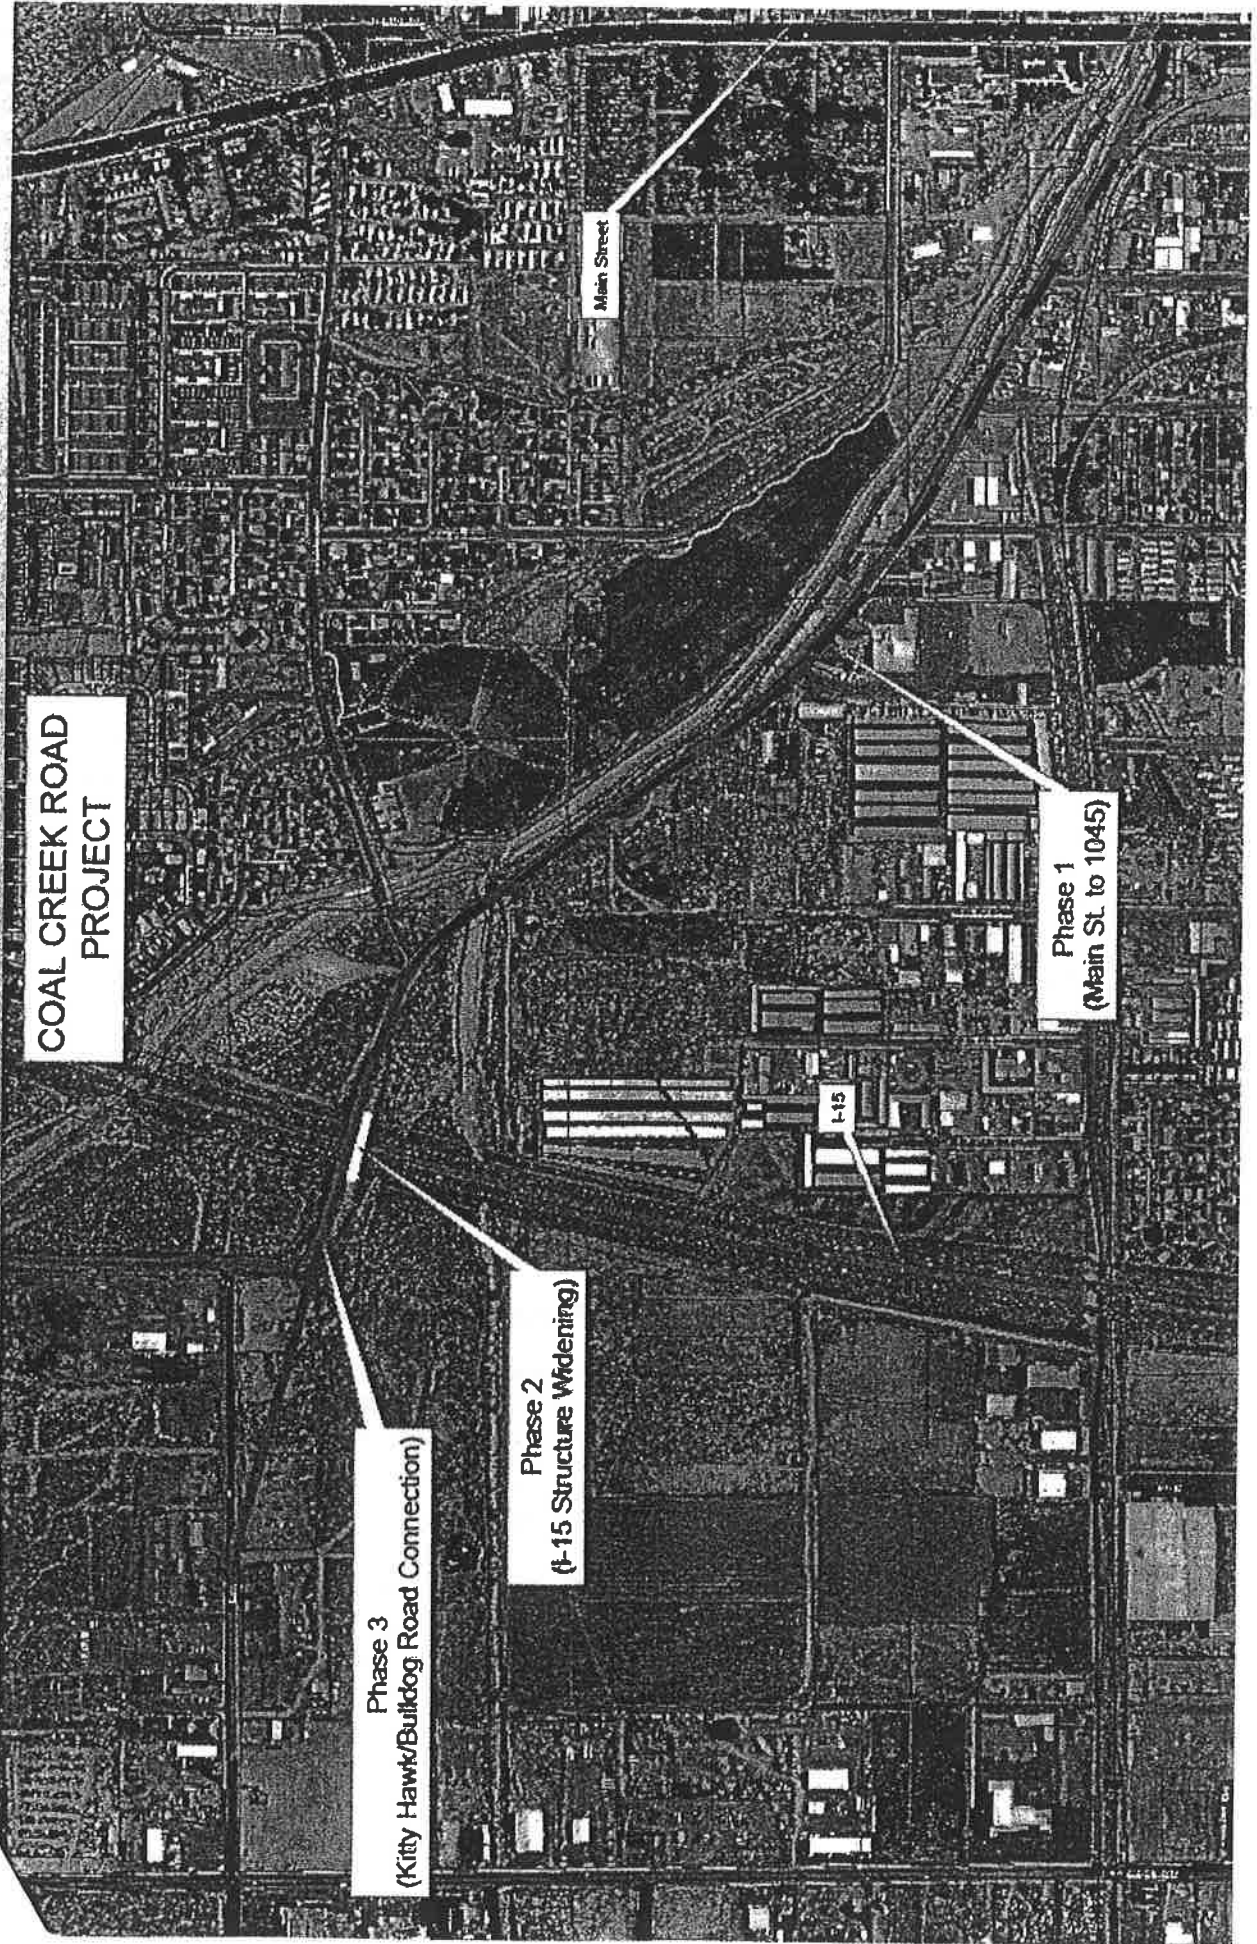 COAL CREEK ROAD
PROJECT
Main Street
Phase 1
(Main St. to 1045)
I-15
Phase 2
(I-15 Structure Widening)
Phase 3
(Kitty Hawk/Bulldog Road Connection)